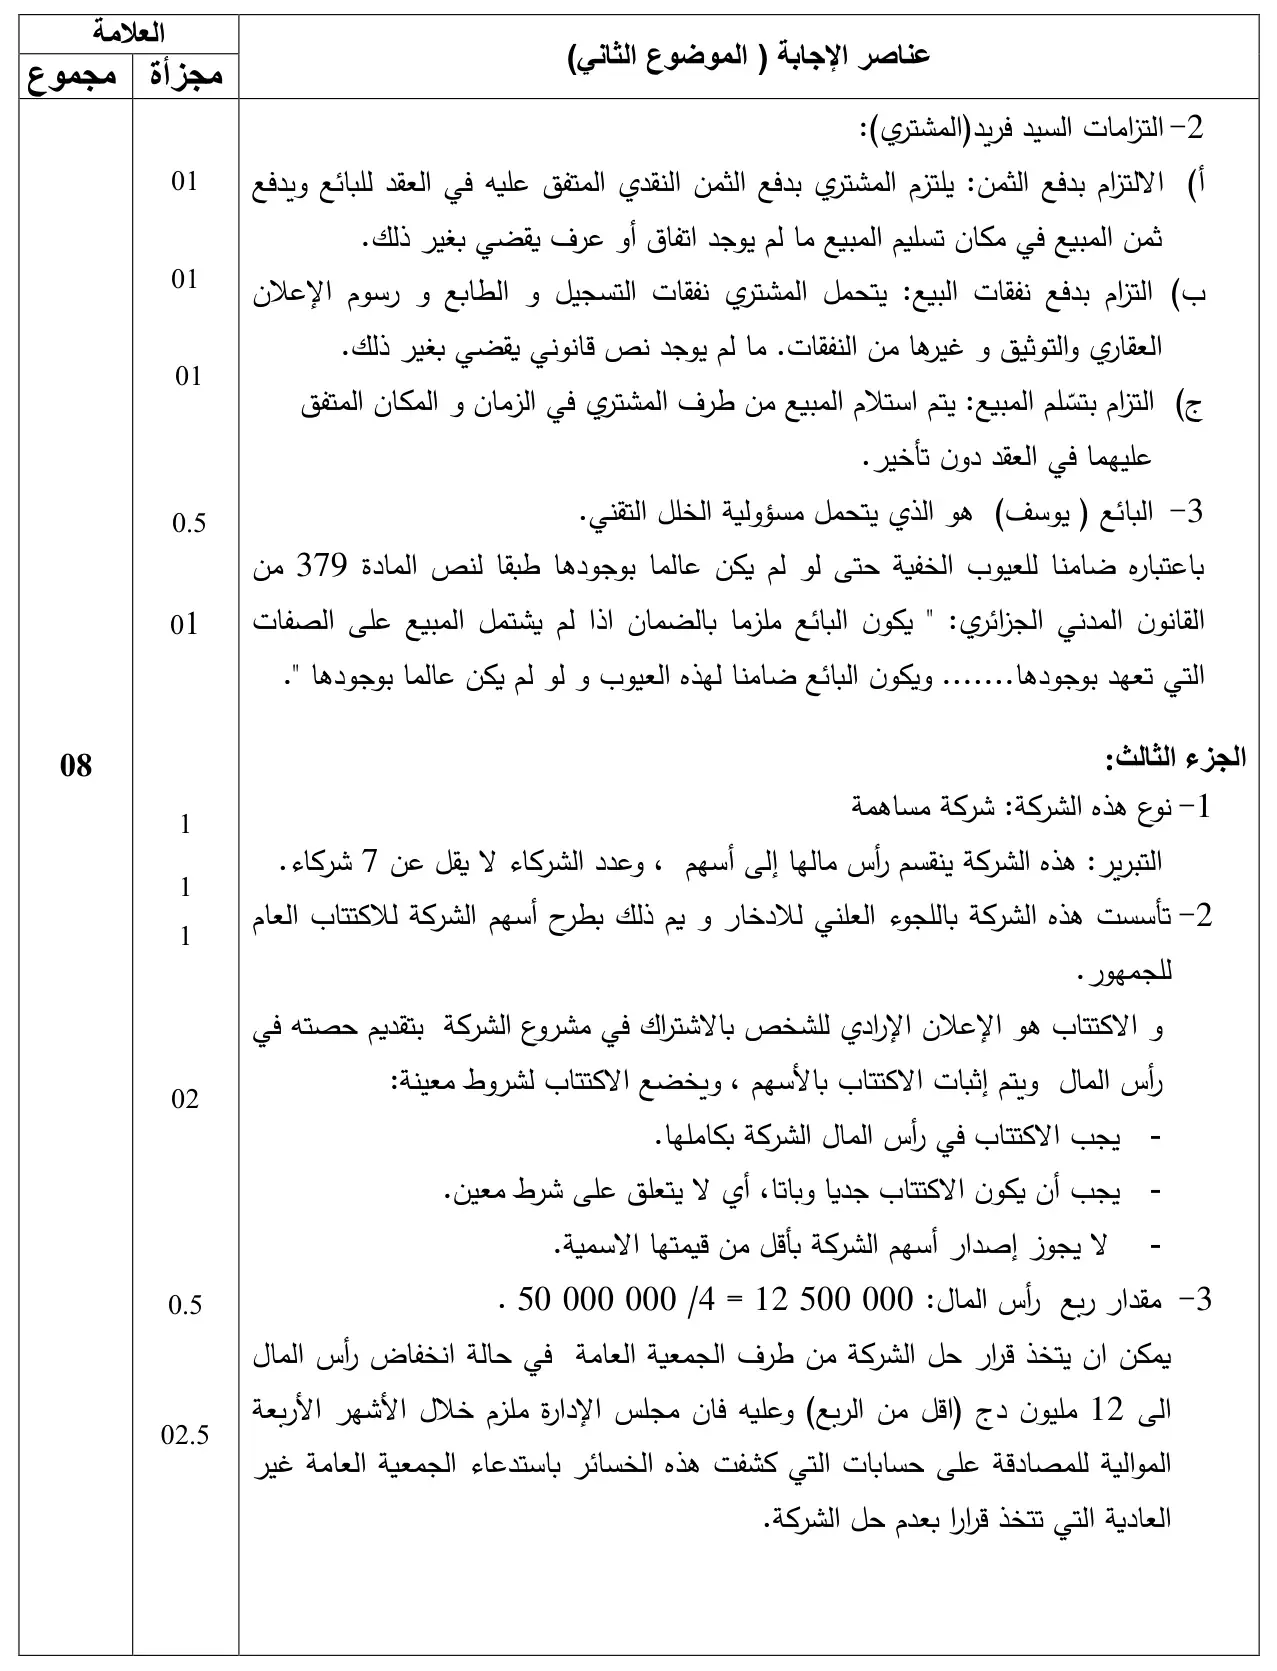 العلامة
عناصر الإجابة ( الموضوع الثاني)
مجزأة
مجموع
2- التزامات السيد فريد(المشتري):
01
أ) الالتزام بدفع الثمن: يلتزم المشتري بدفع الثمن النقدي المتفق عليه في العقد للبائع ويدفع
ثمن المبيع في مكان تسليم المبيع ما لم يوجد اتفاق أو عرف يقضي بغير ذلك.
01
ب) التزام بدفع نفقات البيع: يتحمل المشتري نفقات التسجيل و الطابع و رسوم الإعلان
العقاري والتوثيق و غيرها من النفقات. ما لم يوجد نص قانوني يقضي بغير ذلك.
01
ج) التزام بتسّلم المبيع: يتم استلام المبيع من طرف المشتري في الزمان و المكان المتفق
عليهما في العقد دون تأخير.
0.5
3- البائع ( يوسف) هو الذي يتحمل مسؤولية الخلل التقني.
باعتباره ضامنا للعيوب الخفية حتى لو لم يكن عالما بوجودها طبقا لنص المادة 379 من
01
القانون المدني الجزائري: " يكون البائع ملزما بالضمان اذا لم يشتمل المبيع على الصفات
التي تعهد بوجودها....... ويكون البائع ضامنا لهذه العيوب و لو لم يكن عالما بوجودها ".
الجزء الثالث:
08
1- نوع هذه الشركة: شركة مساهمة
1
التبرير: هذه الشركة ينقسم رأس مالها إلى أسهم ، وعدد الشركاء لا يقل عن 7 شركاء.
1
2- تأسست هذه الشركة باللجوء العلني للادخار و يم ذلك بطرح أسهم الشركة للاكتتاب العام
1
للجمهور.
و الاكتتاب هو الإعلان الإرادي للشخص بالاشتراك في مشروع الشركة بتقديم حصته في
رأس المال ويتم إثبات الاكتتاب بالأسهم ، ويخضع الاكتتاب لشروط معينة:
02
- يجب الاكتتاب في رأس المال الشركة بكاملها.
- يجب أن يكون الاكتتاب جديا وباتا، أي لا يتعلق على شرط معين.
- لا يجوز إصدار أسهم الشركة بأقل من قيمتها الاسمية.
0.5
3- مقدار ربع رأس المال: 50 000 000 /4 = 12 500 000 .
يمكن ان يتخذ قرار حل الشركة من طرف الجمعية العامة في حالة انخفاض رأس المال
الى 12 مليون دج (اقل من الربع) وعليه فان مجلس الإدارة ملزم خلال الأشهر الأربعة
02.5
الموالية للمصادقة على حسابات التي كشفت هذه الخسائر باستدعاء الجمعية العامة غير
العادية التي تتخذ قرارا بعدم حل الشركة.